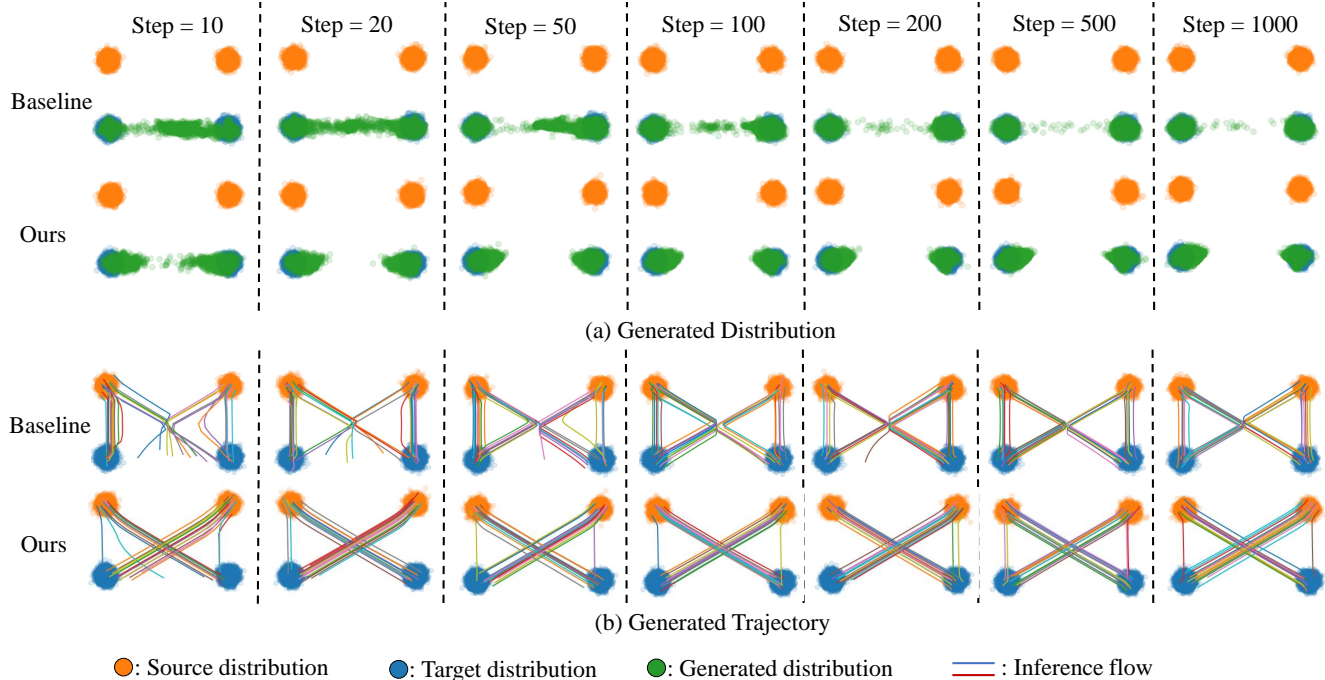 Step = 10 Step = 20 Step = 50 Step = 100 Step = 200 Step = 500 Step = 1000
Baseline
Ours
(a) Generated Distribution
Baseline
Ours
(b) Generated Trajectory
: Source distribution : Target distribution : Generated distribution : Inference flow